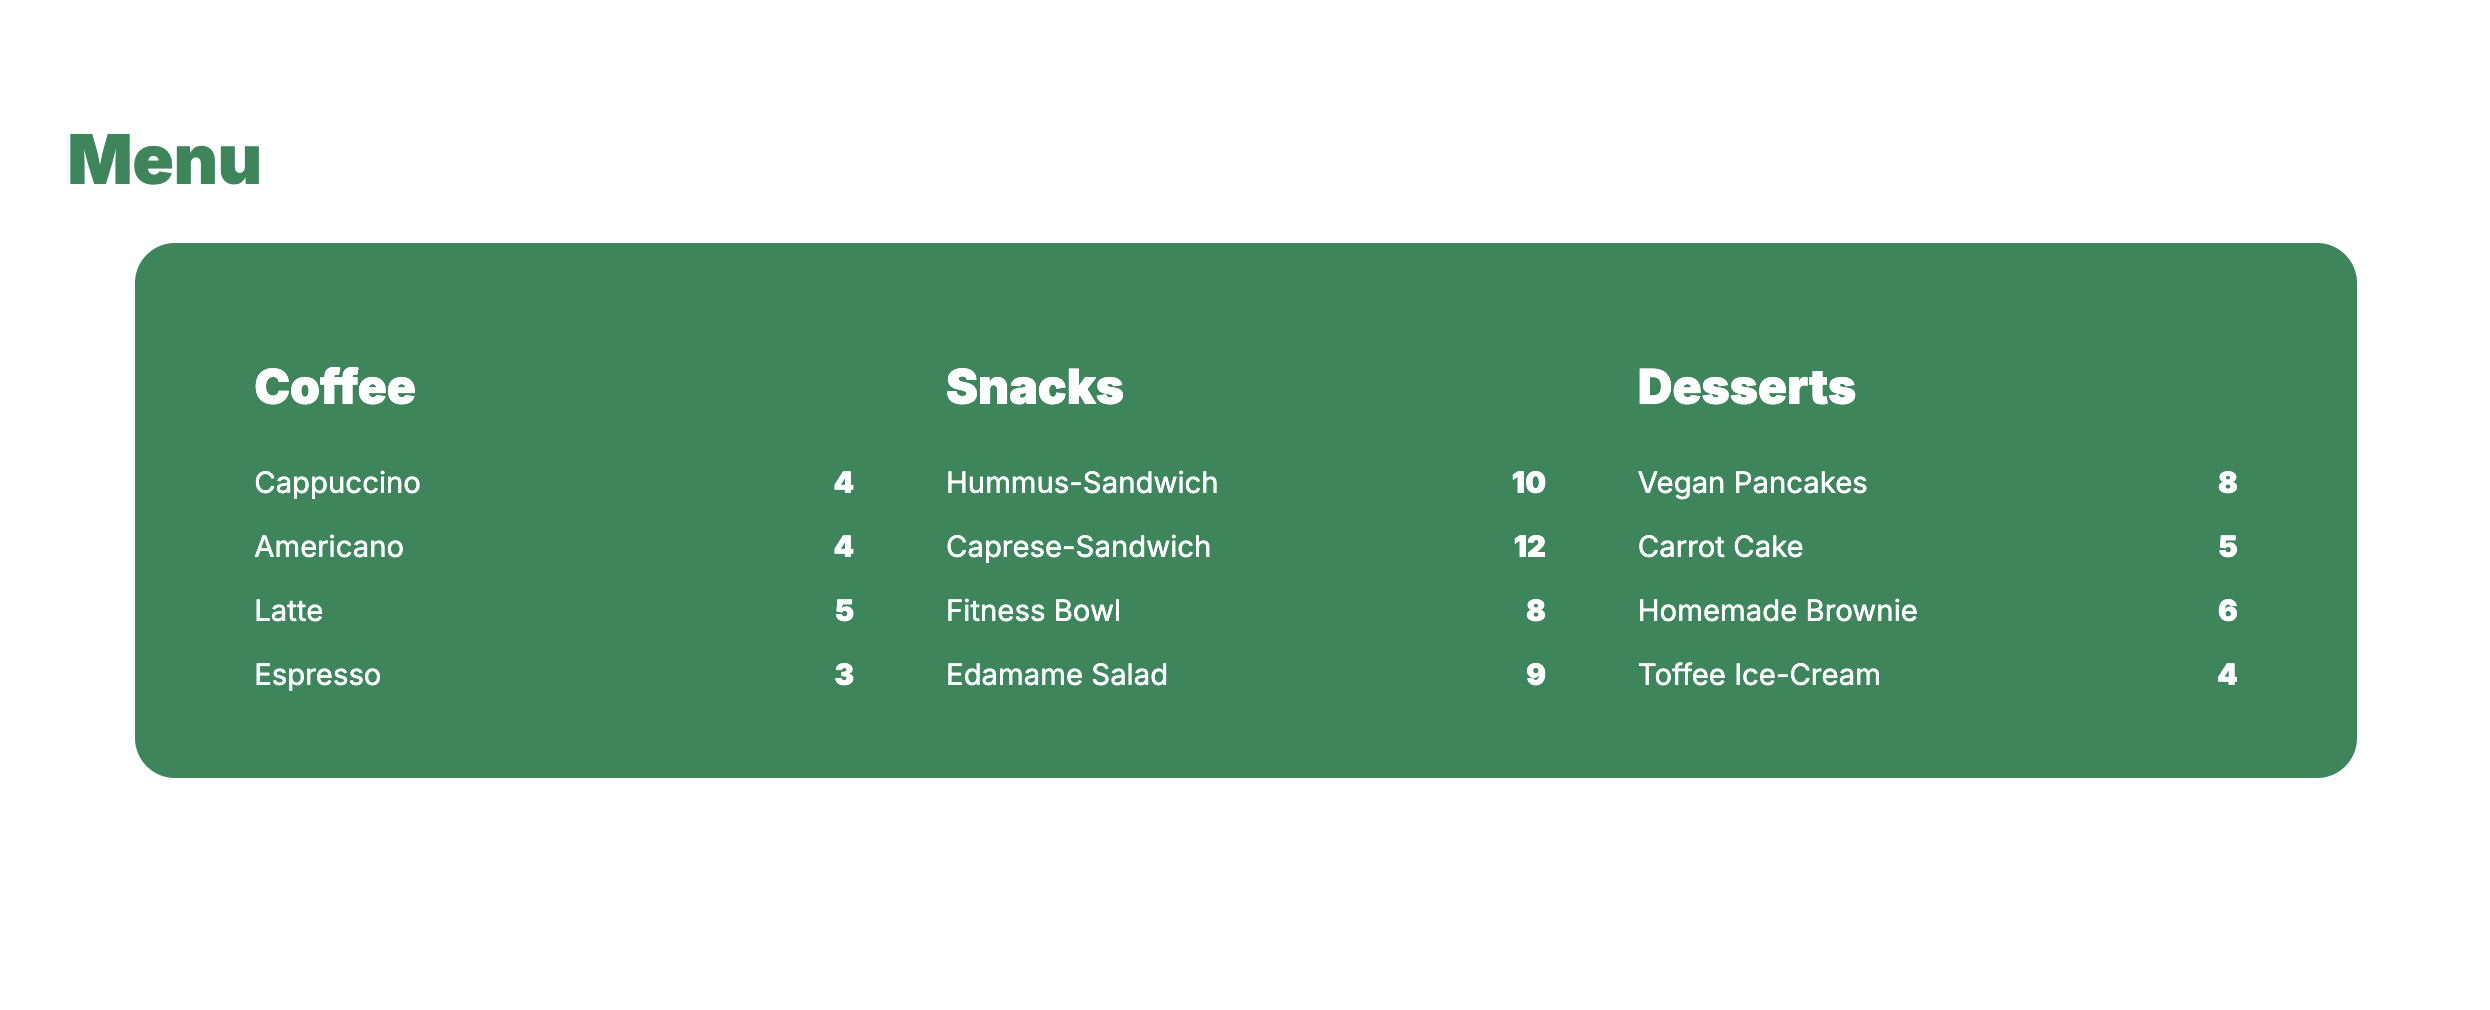 Menu
Coffee
Cappuccino 4
Americano 4
Latte 5
Espresso 3
Snacks
Hummus-Sandwich 10
Caprese-Sandwich 12
Fitness Bowl 8
Edamame Salad 9
Desserts
Vegan Pancakes 8
Carrot Cake 5
Homemade Brownie 6
Toffee Ice-Cream 4